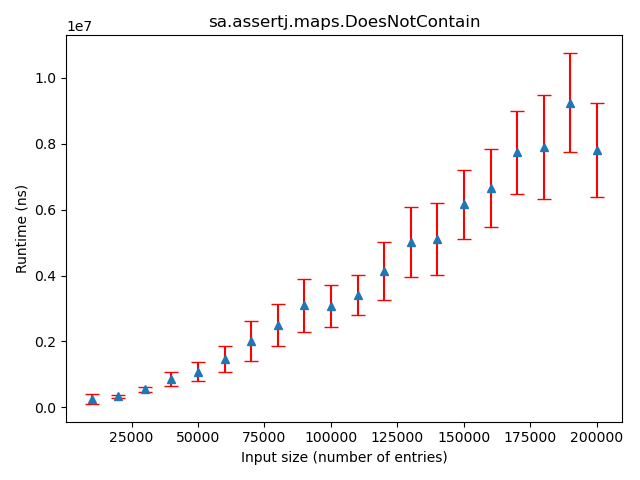 sa.assertj.maps.DoesNotContain
1e7
1.0
0.8
0.6
0.4
0.2
0.0
Runtime (ns)
25000 50000 75000 100000 125000 150000 175000 200000
Input size (number of entries)